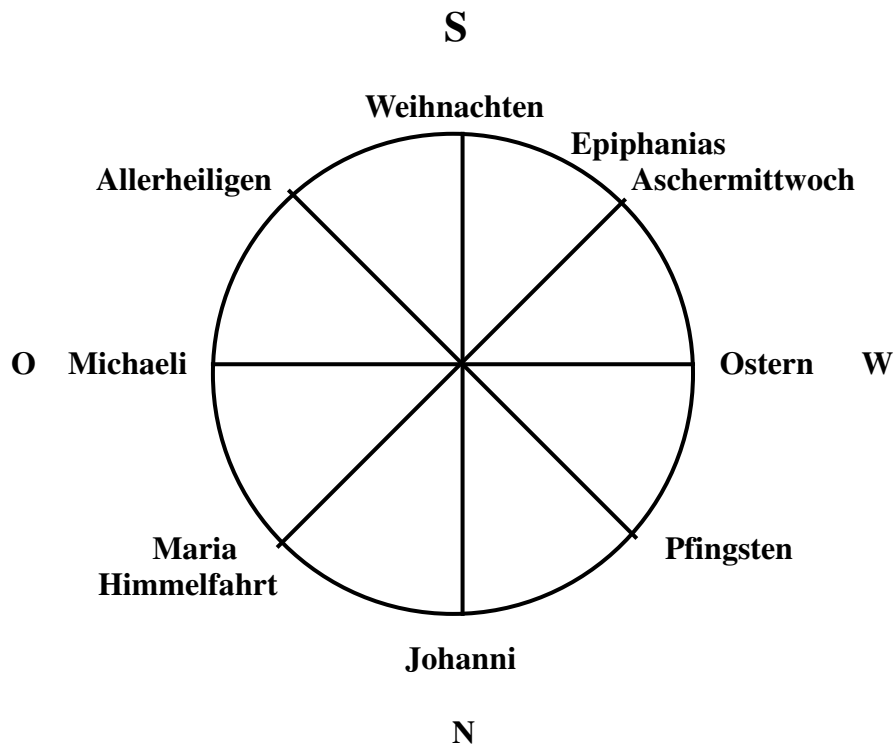 S
Weihnachten
Epiphanias
Allerheiligen
Aschermittwoch
O
Michaeli
Ostern
W
Maria
Himmelfahrt
Pfingsten
Johanni
N